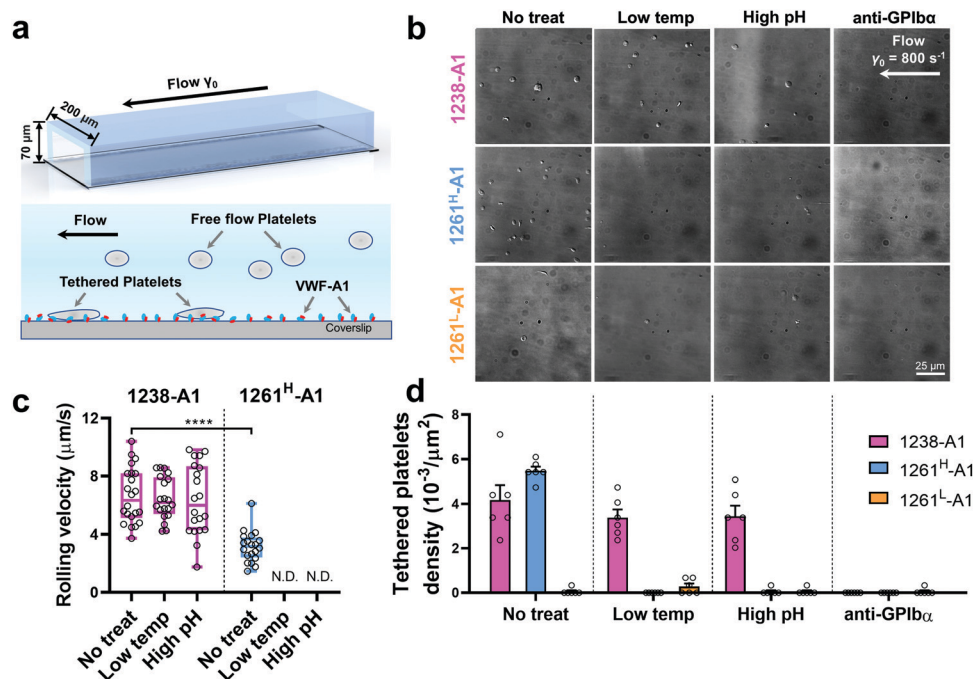 a
Flow γ₀
200 μm
70 μm
Flow
Free flow Platelets
Tethered Platelets
VWF-A1
Coverslip
b
No treat
Low temp
High pH
anti-GPIbα
1238-A1
1261ᴴ-A1
1261ᴸ-A1
Flow
γ₀ = 800 s⁻¹
25 μm
c
1238-A1
1261ᴴ-A1
Rolling velocity (μm/s)
12
9
6
3
0
****
N.D.
N.D.
No treat
Low temp
High pH
No treat
Low temp
High pH
d
Tethered platelets
density (10⁻³/μm²)
8
6
4
2
0
No treat
Low temp
High pH
anti-GPIbα
1238-A1
1261ᴴ-A1
1261ᴸ-A1